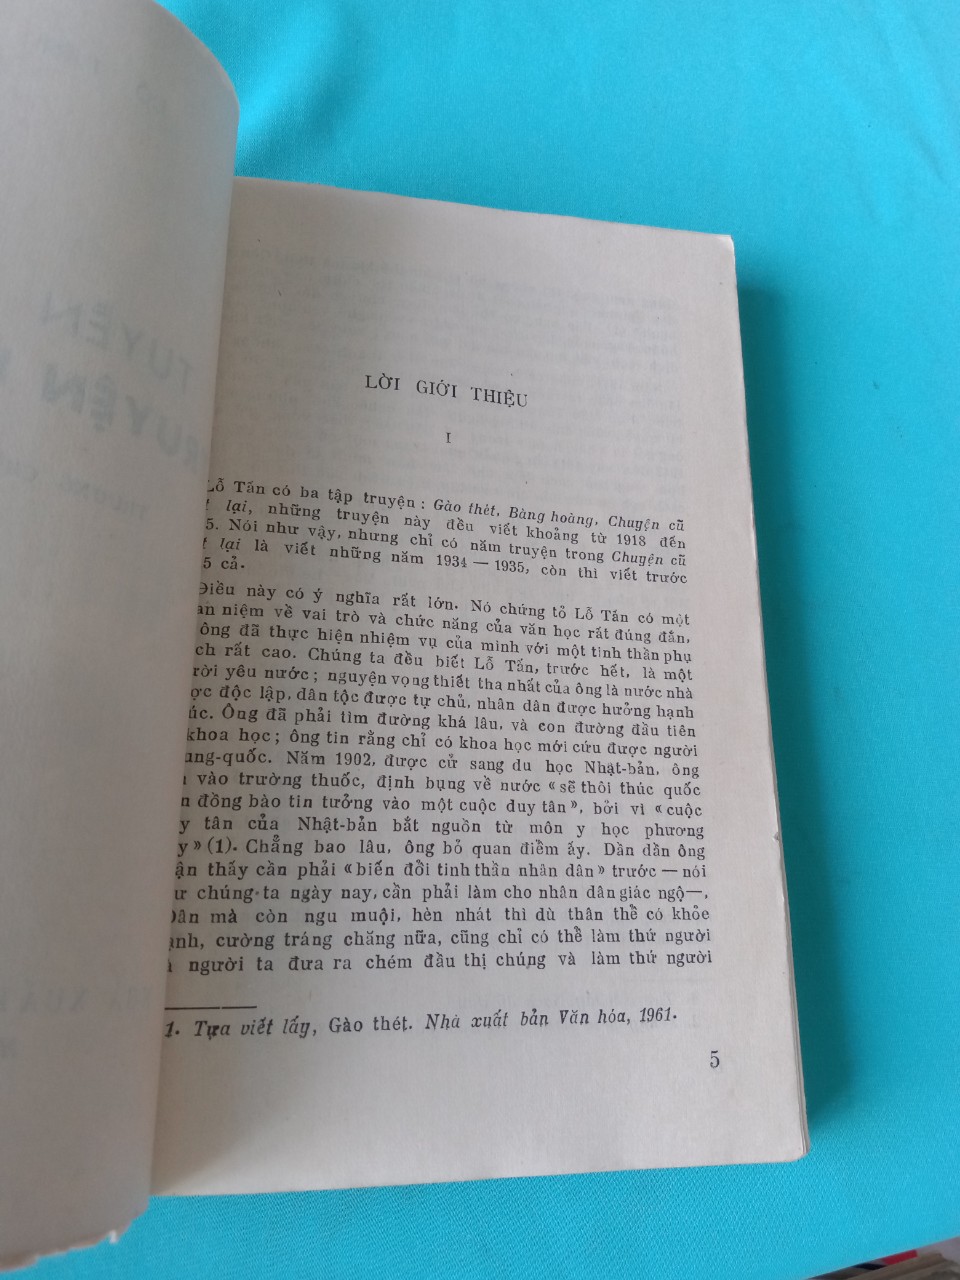 LỜI GIỚI THIỆU
I
Lỗ Tấn có ba tập truyện : Gào thét, Bàng hoàng, Chuyện cũ
lại, những truyện này đều viết khoảng từ 1918 đến
5. Nói như vậy, nhưng chỉ có năm truyện trong Chuyện cũ
lại là viết những năm 1934 — 1935, còn thì viết trước
5 cả.
Điều này có ý nghĩa rất lớn. Nó chứng tỏ Lỗ Tấn có một
niệm về vai trò và chức năng của văn học rất đúng đắn,
ông đã thực hiện nhiệm vụ của mình với một tinh thần phụ
rất cao. Chúng ta đều biết Lỗ Tấn, trước hết, là một
yêu nước ; nguyện vọng thiết tha nhất của ông là nước nhà
độc lập, dân tộc được tự chủ, nhân dân được hưởng hạnh
Ông đã phải tìm đường khá lâu, và con đường đầu tiên
khoa học ; ông tin rằng chỉ có khoa học mới cứu được người
Năm 1902, được cử sang du học Nhật-bản, ông
vào trường thuốc, định bụng về nước « sẽ thôi thúc quốc
đồng bào tin tưởng vào một cuộc duy tân », bởi vì « cuộc
tân của Nhật-bản bắt nguồn từ môn y học phương
y » (1). Chẳng bao lâu, ông bỏ quan điểm ấy. Dần dần ông
thấy cần phải « biến đổi tinh thần nhân dân » trước — nói
chúng ta ngày nay, cần phải làm cho nhân dân giác ngộ —,
Dân mà còn ngu muội, hèn nhát thì dù thân thể có khỏe
cường tráng chăng nữa, cũng chỉ có thể làm thứ người
người ta đưa ra chém đầu thị chúng và làm thứ người
1. Tựa viết lấy, Gào thét. Nhà xuất bản Văn hóa, 1961.
5